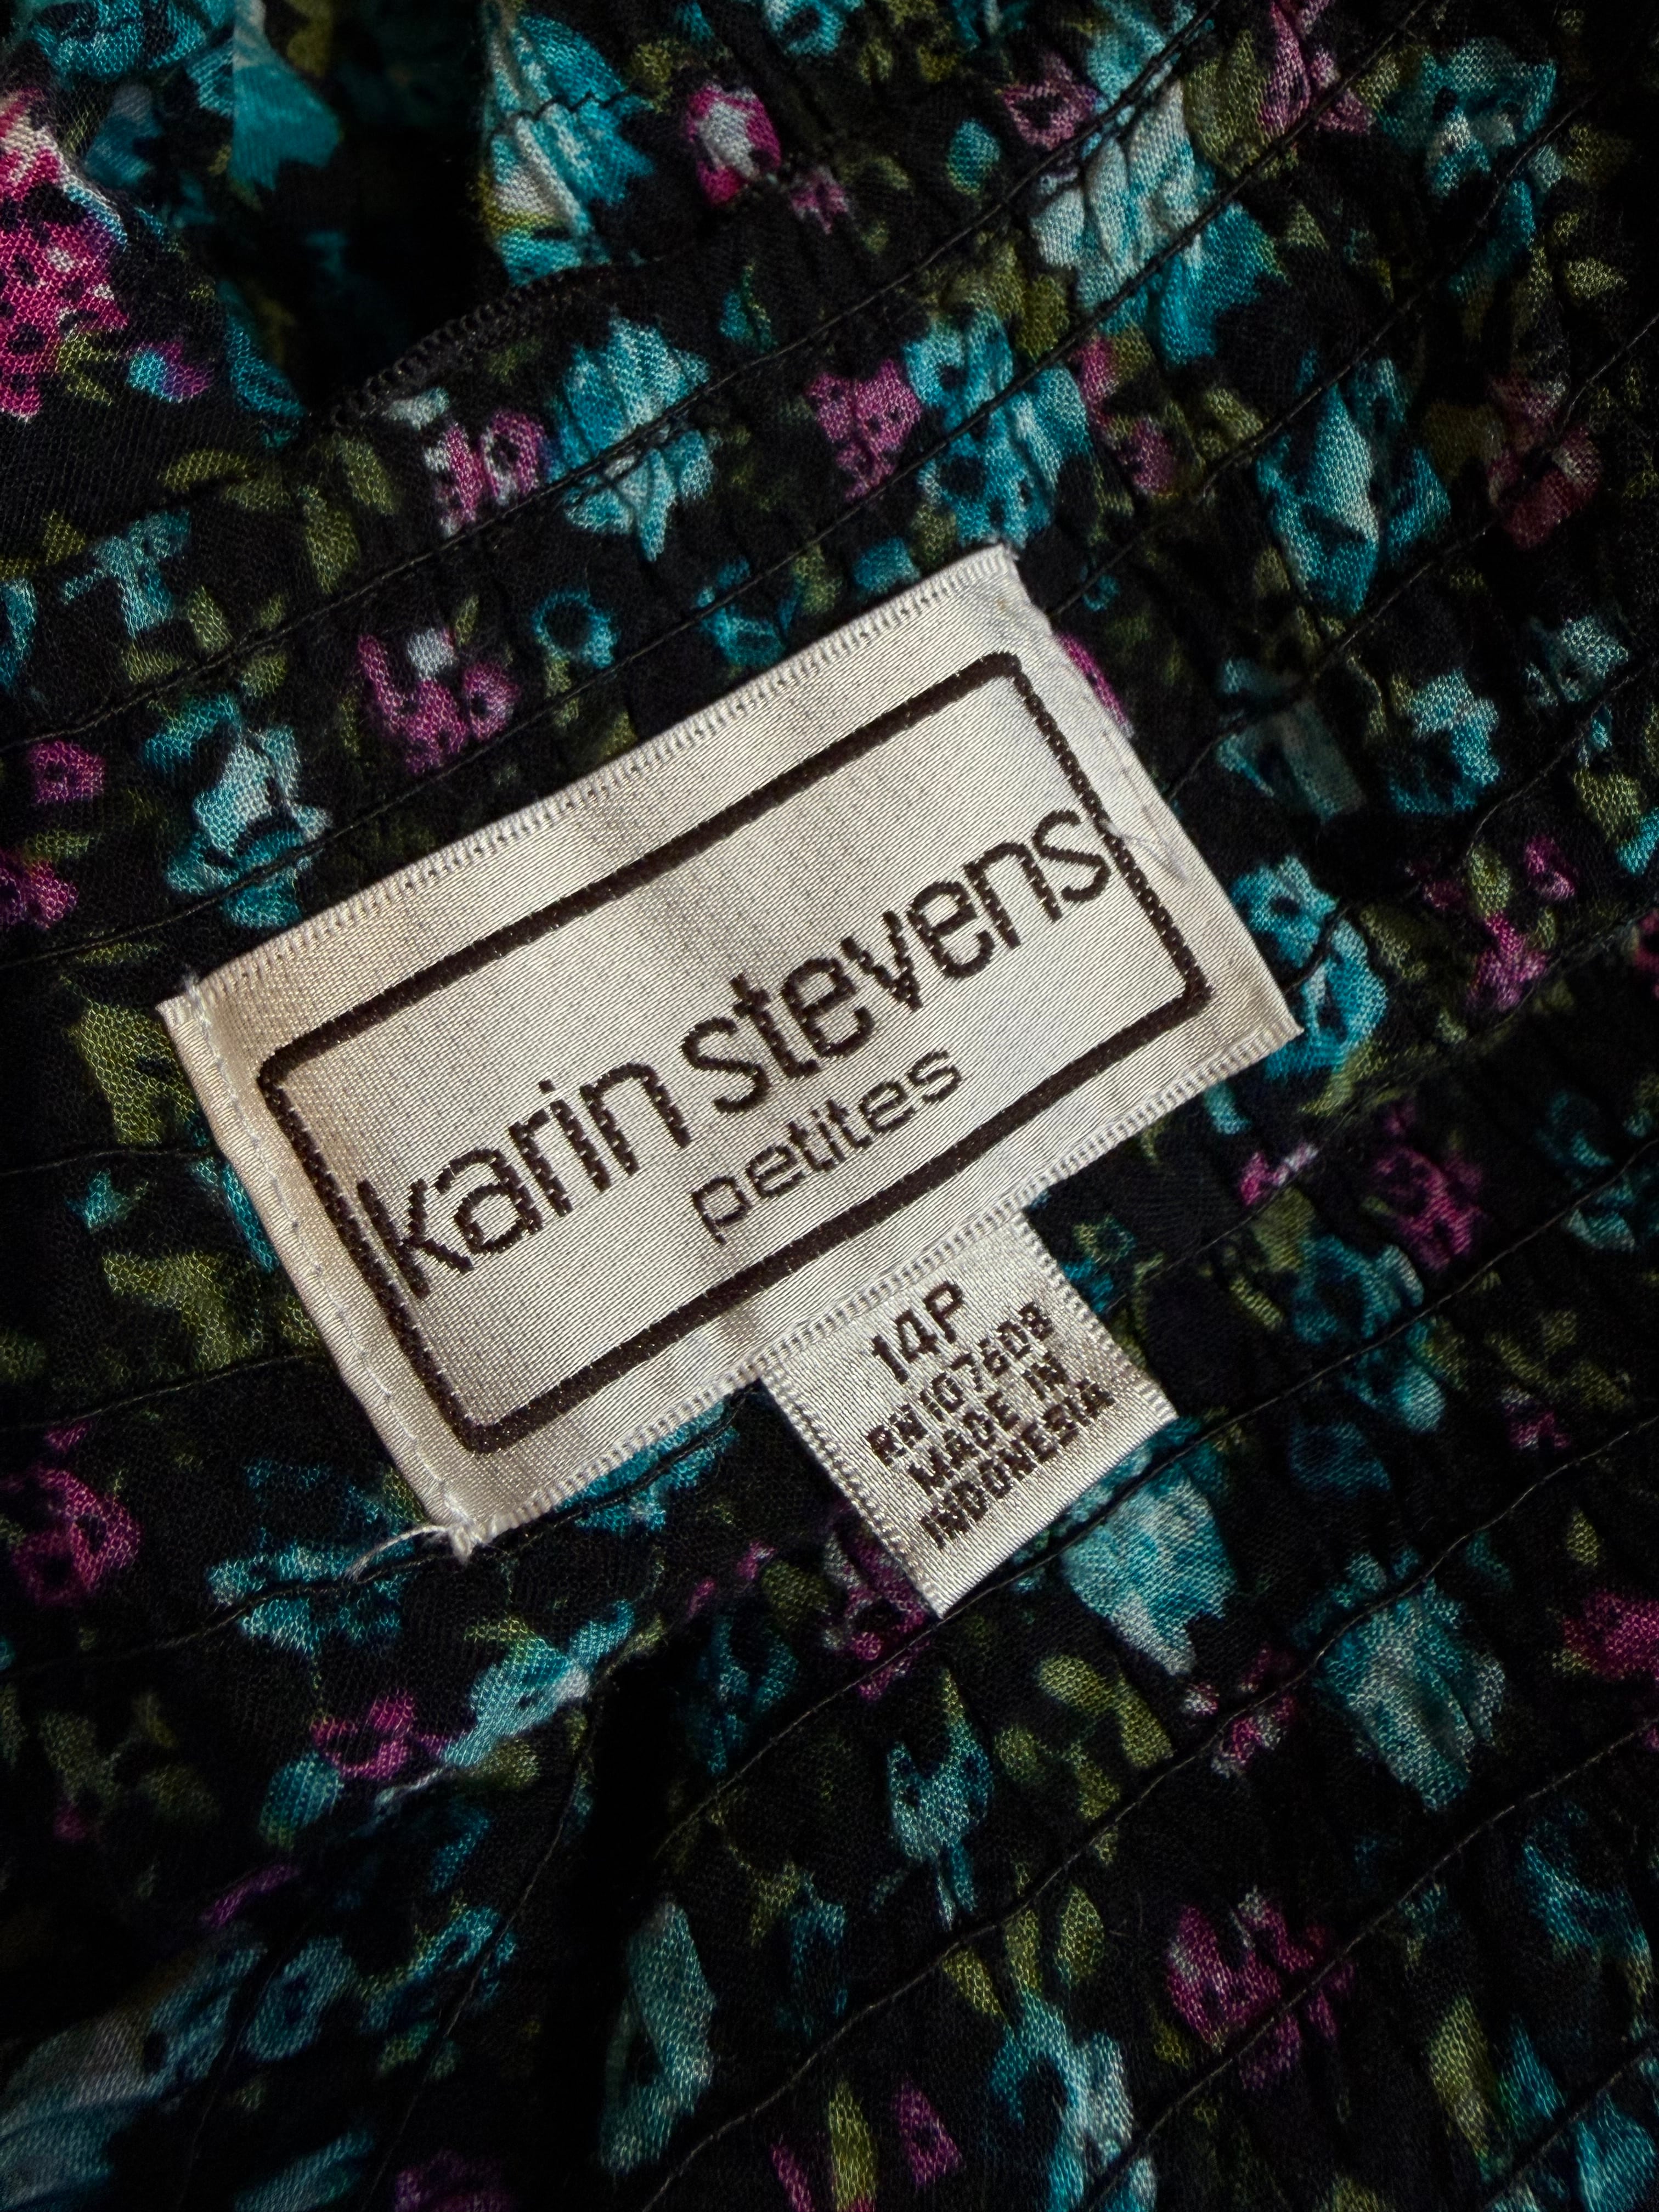 karin stevens
petites
14P
RN 107608
MADE IN
INDONESIA